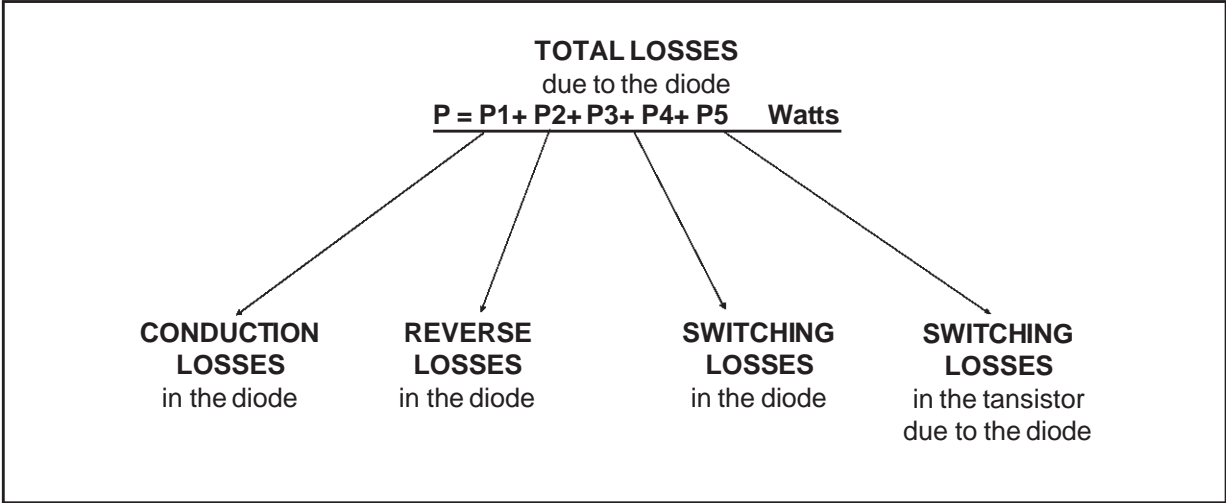 TOTAL LOSSES
due to the diode
P = P1+ P2+ P3+ P4+ P5 Watts
CONDUCTION
LOSSES
in the diode
REVERSE
LOSSES
in the diode
SWITCHING
LOSSES
in the diode
SWITCHING
LOSSES
in the tansistor
due to the diode